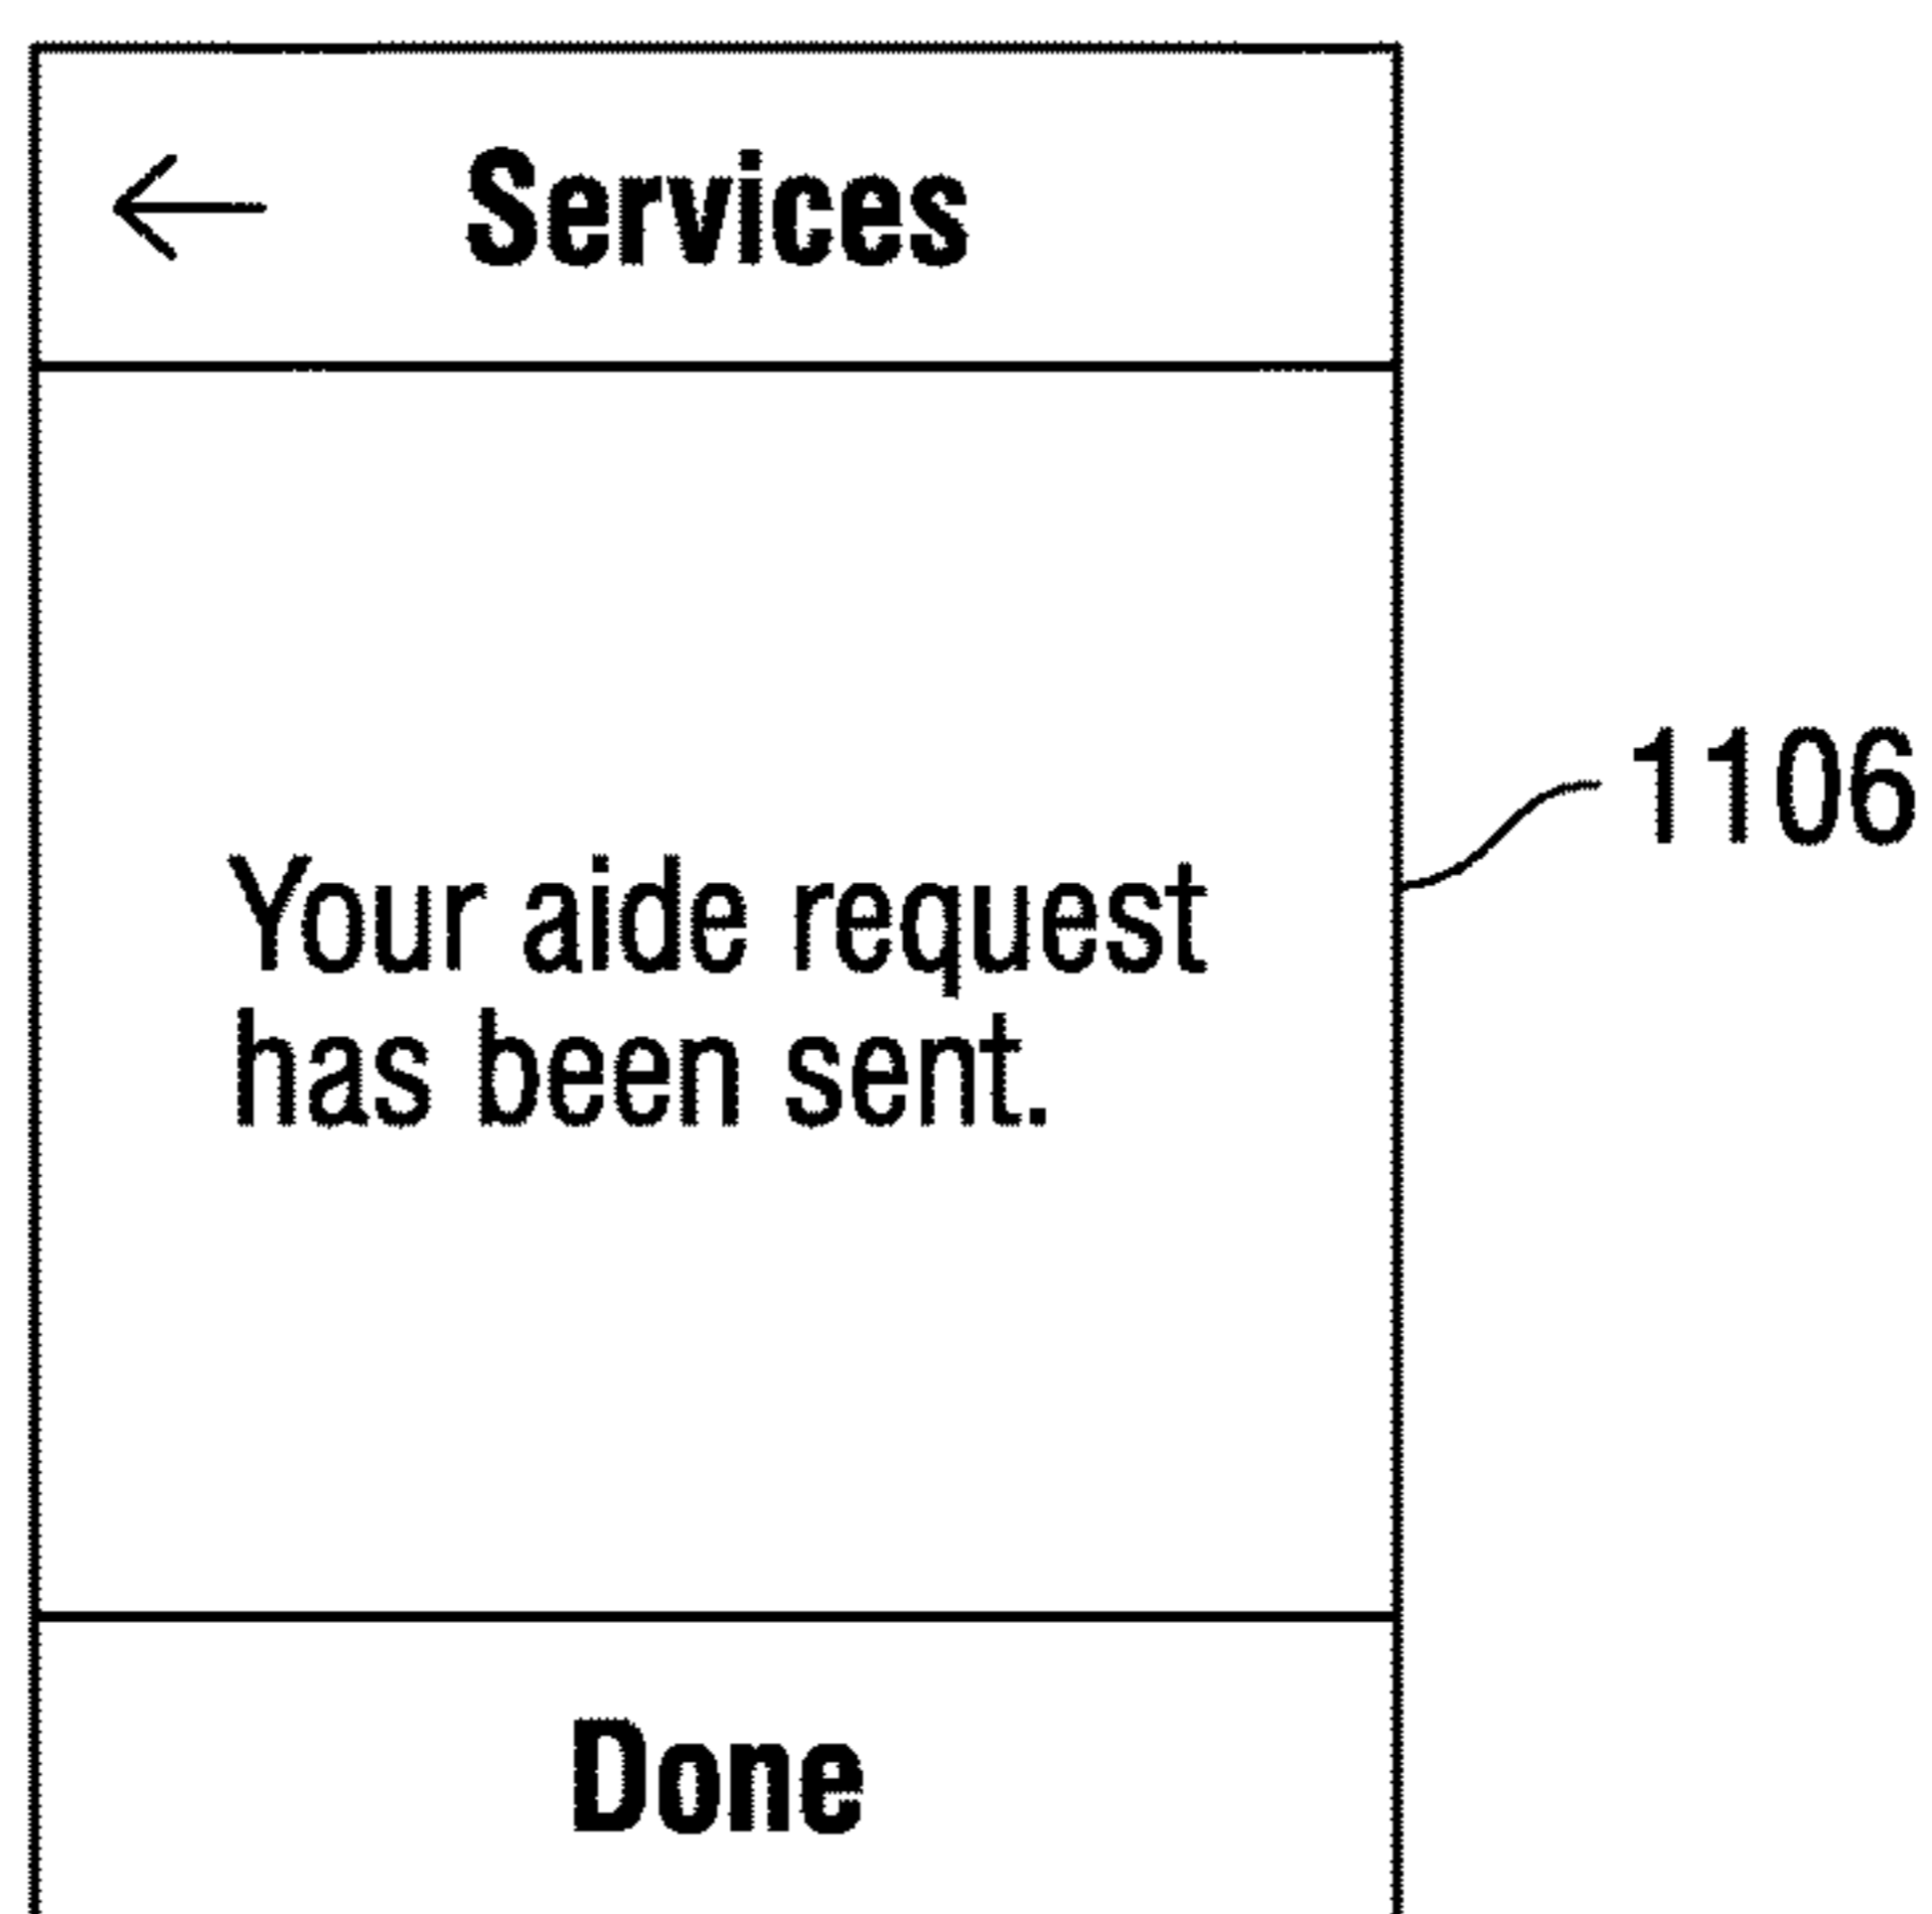 Services
1106
Your aide request
has been sent.
Done